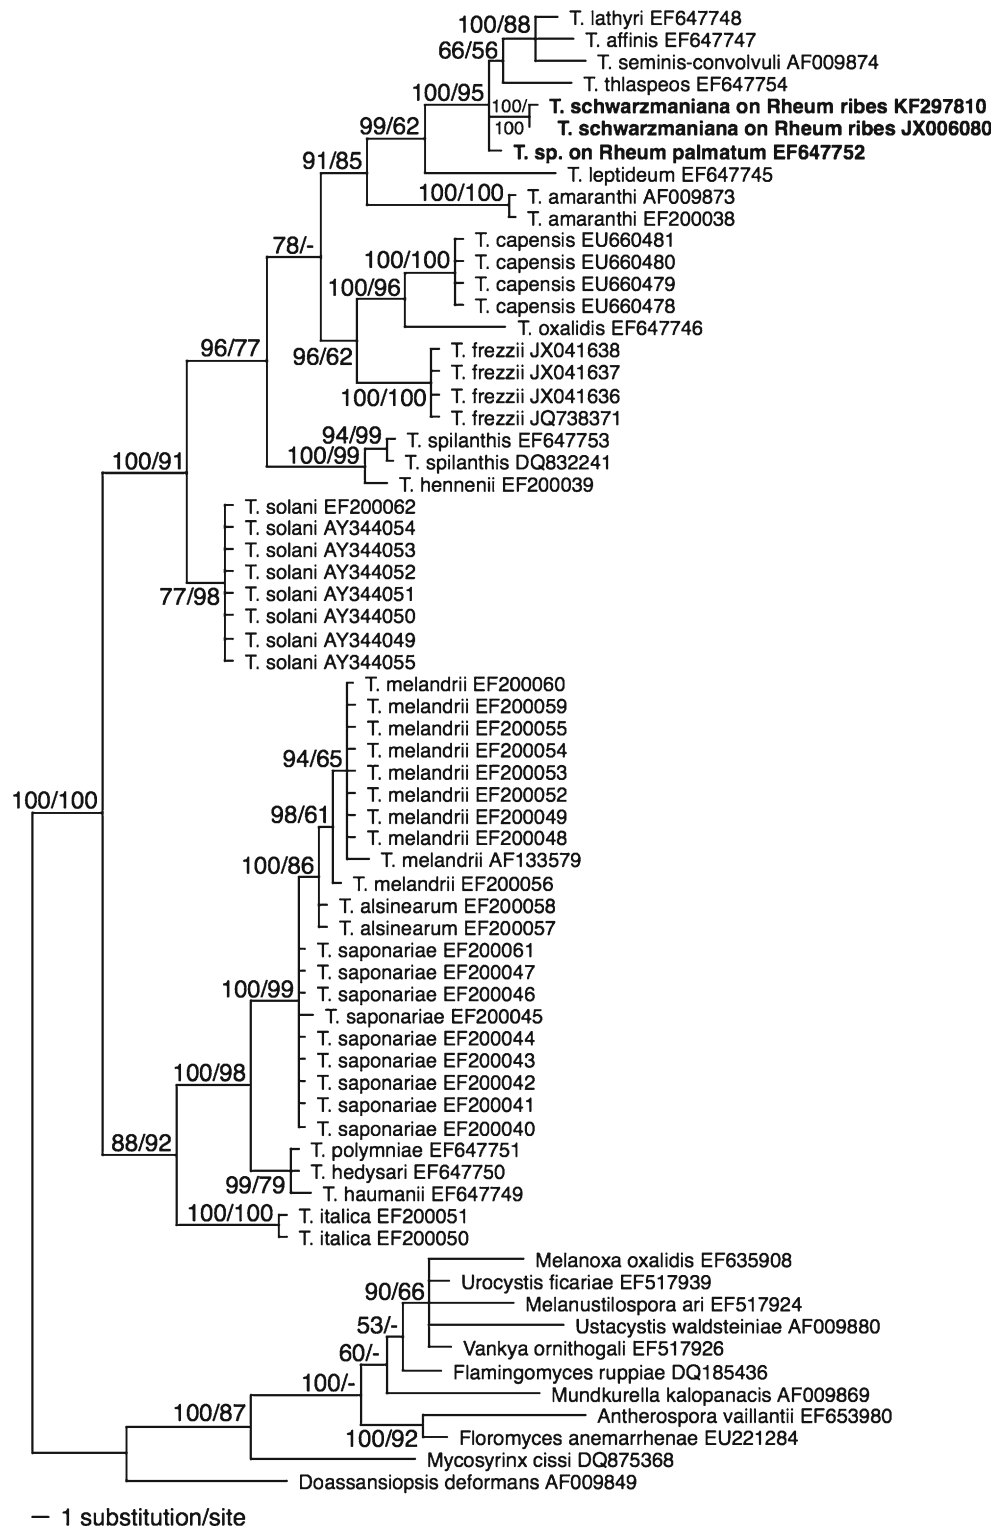 100/88
T. lathyri EF647748
T. affinis EF647747
66/56
T. seminis-convolvuli AF009874
T. thlaspeos EF647754
100/95
100/
100
T. schwarzmaniana on Rheum ribes KF297810
T. schwarzmaniana on Rheum ribes JX006080
99/62
T. sp. on Rheum palmatum EF647752
91/85
T. leptideum EF647745
100/100
T. amaranthi AF009873
T. amaranthi EF200038
78/-
T. capensis EU660481
100/100
T. capensis EU660480
T. capensis EU660479
100/96
T. capensis EU660478
T. oxalidis EF647746
96/77
96/62
T. frezzii JX041638
T. frezzii JX041637
100/100
T. frezzii JX041636
T. frezzii JQ738371
94/99
T. spilanthis EF647753
100/99
T. spilanthis DQ832241
100/91
T. hennenii EF200039
T. solani EF200062
T. solani AY344054
T. solani AY344053
T. solani AY344052
77/98
T. solani AY344051
T. solani AY344050
T. solani AY344049
T. solani AY344055
T. melandrii EF200060
T. melandrii EF200059
T. melandrii EF200055
94/65
T. melandrii EF200054
T. melandrii EF200053
T. melandrii EF200052
100/100
98/61
T. melandrii EF200049
T. melandrii EF200048
100/86
T. melandrii AF133579
T. melandrii EF200056
T. alsinearum EF200058
T. alsinearum EF200057
T. saponariae EF200061
T. saponariae EF200047
100/99
T. saponariae EF200046
T. saponariae EF200045
T. saponariae EF200044
T. saponariae EF200043
100/98
T. saponariae EF200042
T. saponariae EF200041
T. saponariae EF200040
88/92
T. polymniae EF647751
T. hedysari EF647750
99/79
T. haumanii EF647749
100/100
T. italica EF200051
T. italica EF200050
Melanoxa oxalidis EF635908
90/66
Urocystis ficariae EF517939
Melanustilospora ari EF517924
53/-
Ustacystis waldsteiniae AF009880
60/-
Vankya ornithogali EF517926
Flamingomyces ruppiae DQ185436
100/-
Mundkurella kalopanacis AF009869
100/87
Antherospora vaillantii EF653980
100/92
Floromyces anemarrhenae EU221284
Mycosyrinx cissi DQ875368
Doassansiopsis deformans AF009849
1 substitution/site